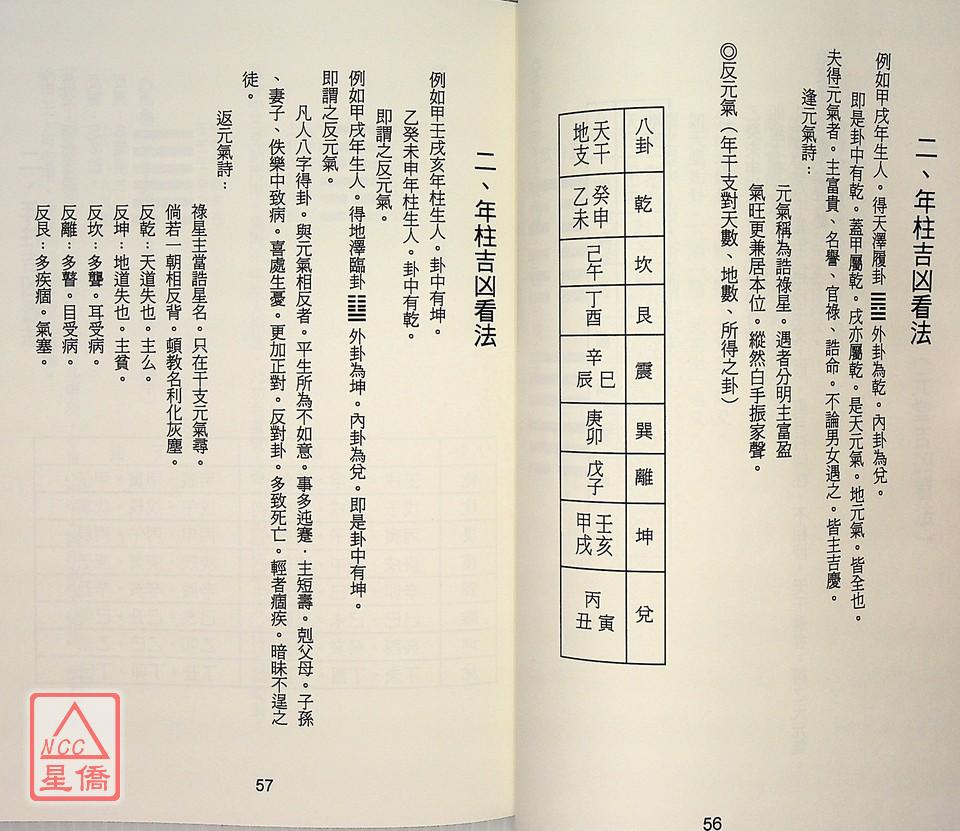 二、年柱吉凶看法
例如甲戌年生人。得天澤履卦䷉外卦為乾。內卦為兌。
即是卦中有乾。蓋甲屬乾。戌亦屬乾。是天元氣。地元氣。皆全也。
夫得元氣者。主富貴、名譽、官祿、誥命。不論男女遇之。皆主吉慶。
逢元氣詩：
元氣稱為誥祿星。遇者分明主富盈
氣旺更兼居本位。縱然白手振家聲。
◎反元氣（年干支對天數、地數、所得之卦）
八卦 乾 坎 艮 震 巽 離 坤 兌
天干 地支 癸申 乙未 己午 丁酉 辛巳 辰 庚卯 戊子 壬亥 甲戌 丙寅 丑
56
二、年柱吉凶看法
例如甲壬戌亥年柱生人。卦中有坤。
乙癸未申年柱生人。卦中有乾。
即謂之反元氣。
例如甲戌年生人。得地澤臨卦䷒外卦為坤。內卦為兌。即是卦中有坤。
即謂之反元氣。
凡人八字得卦。與元氣相反者。平生所為不如意。事多迍蹇．主短壽。剋父母。子孫
、妻子、佚樂中致病。喜處生憂。更加正對。反對卦。多致死亡。輕者痼疾。暗昧不逞之
徒。
返元氣詩：
祿星主當誥星名。只在干支元氣尋。
倘若一朝相反背。頓教名利化灰塵。
反乾：天道失也。主么。
反坤：地道失也。主貧。
反坎：多聾。耳受病。
反離：多瞽。目受病。
反艮：多疾痼。氣塞。
57
NCC
星僑